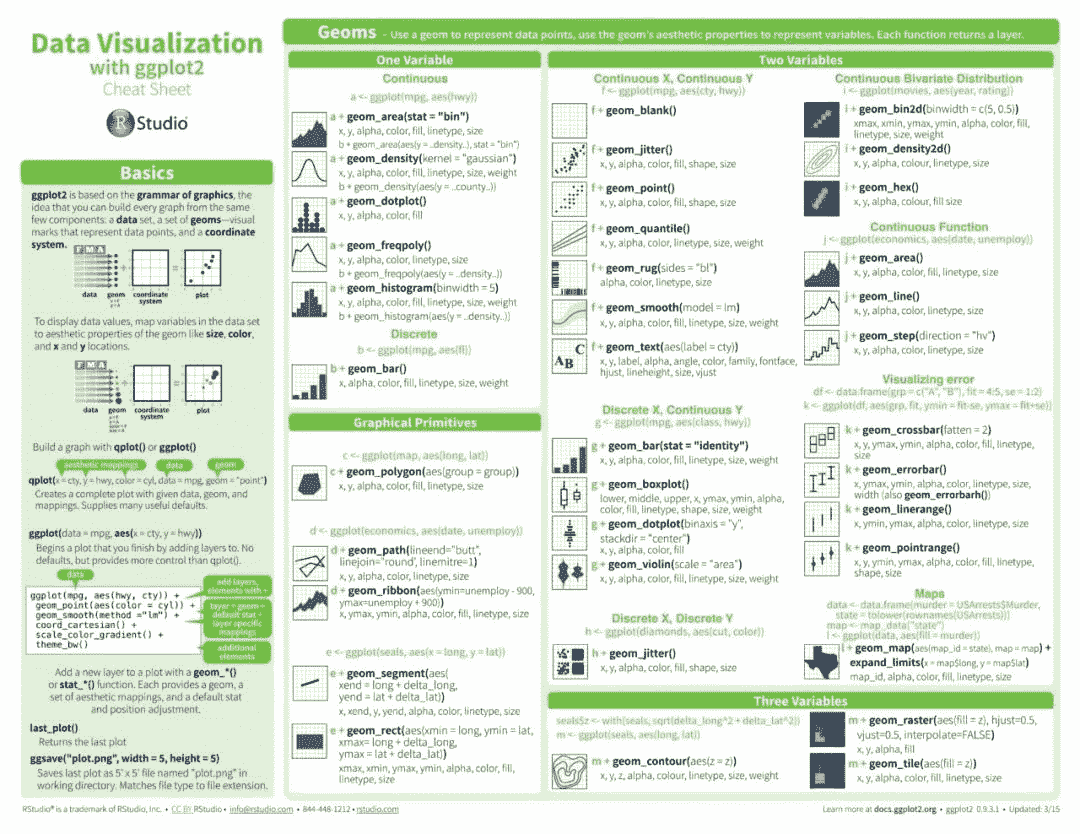 Data Visualization
with ggplot2
Cheat Sheet
R Studio
Basics
ggplot2 is based on the grammar of graphics, the
idea that you can build every graph from the same
few components: a data set, a set of geoms—visual
marks that represent data points, and a coordinate
system.
F M A
+ =
data geom coordinate plot
system
To display data values, map variables in the data set
to aesthetic properties of the geom like size, color,
and x and y locations.
F M A
+ =
data geom coordinate plot
system
Build a graph with qplot() or ggplot()
aesthetic mappings data geom
qplot(x = cty, y = hwy, color = cyl, data = mpg, geom = "point")
Creates a complete plot with given data, geom, and
mappings. Supplies many useful defaults.
ggplot(data = mpg, aes(x = cty, y = hwy))
Begins a plot that you finish by adding layers to. No
defaults, but provides more control than qplot().
data
ggplot(mpg, aes(hwy, cty)) +
geom_point(aes(color = cyl)) +
geom_smooth(method ="lm") +
coord_cartesian() +
scale_color_gradient() +
theme_bw()
add layers,
elements with +
layer = geom +
default stat +
layer specific
mappings
additional
elements
Add a new layer to a plot with a geom_*()
or stat_*() function. Each provides a geom, a
set of aesthetic mappings, and a default stat
and position adjustment.
last_plot()
Returns the last plot
ggsave("plot.png", width = 5, height = 5)
Saves last plot as 5' x 5' file named "plot.png" in
working directory. Matches file type to file extension.
Geoms - Use a geom to represent data points, use the geom's aesthetic properties to represent variables. Each function returns a layer.
One Variable
Continuous
a <- ggplot(mpg, aes(hwy))
a + geom_area(stat = "bin")
x, y, alpha, color, fill, linetype, size
b + geom_area(aes(y = ..density..), stat = "bin")
a + geom_density(kernel = "gaussian")
x, y, alpha, color, fill, linetype, size, weight
b + geom_density(aes(y = ..county..))
a + geom_dotplot()
x, y, alpha, color, fill
a + geom_freqpoly()
x, y, alpha, color, linetype, size
b + geom_freqpoly(aes(y = ..density..))
a + geom_histogram(binwidth = 5)
x, y, alpha, color, fill, linetype, size, weight
b + geom_histogram(aes(y = ..density..))
Discrete
b <- ggplot(mpg, aes(fl))
b + geom_bar()
x, alpha, color, fill, linetype, size, weight
Graphical Primitives
c <- ggplot(map, aes(long, lat))
c + geom_polygon(aes(group = group))
x, y, alpha, color, fill, linetype, size
d <- ggplot(economics, aes(date, unemploy))
d + geom_path(lineend="butt",
linejoin="round', linemitre=1)
x, y, alpha, color, linetype, size
d + geom_ribbon(aes(ymin=unemploy - 900,
ymax=unemploy + 900))
x, ymax, ymin, alpha, color, fill, linetype, size
e <- ggplot(seals, aes(x = long, y = lat))
e + geom_segment(aes(
xend = long + delta_long,
yend = lat + delta_lat))
x, xend, y, yend, alpha, color, linetype, size
e + geom_rect(aes(xmin = long, ymin = lat,
xmax= long + delta_long,
ymax = lat + delta_lat))
xmax, xmin, ymax, ymin, alpha, color, fill,
linetype, size
Two Variables
Continuous X, Continuous Y
f <- ggplot(mpg, aes(cty, hwy))
f + geom_blank()
f + geom_jitter()
x, y, alpha, color, fill, shape, size
f + geom_point()
x, y, alpha, color, fill, shape, size
f + geom_quantile()
x, y, alpha, color, linetype, size, weight
f + geom_rug(sides = "bl")
alpha, color, linetype, size
f + geom_smooth(model = lm)
x, y, alpha, color, fill, linetype, size, weight
A B C
f + geom_text(aes(label = cty))
x, y, label, alpha, angle, color, family, fontface,
hjust, lineheight, size, vjust
Discrete X, Continuous Y
g <- ggplot(mpg, aes(class, hwy))
g + geom_bar(stat = "identity")
x, y, alpha, color, fill, linetype, size, weight
g + geom_boxplot()
lower, middle, upper, x, ymax, ymin, alpha,
color, fill, linetype, shape, size, weight
g + geom_dotplot(binaxis = "y",
stackdir = "center")
x, y, alpha, color, fill
g + geom_violin(scale = "area")
x, y, alpha, color, fill, linetype, size, weight
Discrete X, Discrete Y
h <- ggplot(diamonds, aes(cut, color))
h + geom_jitter()
x, y, alpha, color, fill, shape, size
Continuous Bivariate Distribution
i <- ggplot(movies, aes(year, rating))
i + geom_bin2d(binwidth = c(5, 0.5))
xmax, xmin, ymax, ymin, alpha, color, fill,
linetype, size, weight
i + geom_density2d()
x, y, alpha, colour, linetype, size
i + geom_hex()
x, y, alpha, colour, fill size
Continuous Function
j <- ggplot(economics, aes(date, unemploy))
j + geom_area()
x, y, alpha, color, fill, linetype, size
j + geom_line()
x, y, alpha, color, linetype, size
j + geom_step(direction = "hv")
x, y, alpha, color, linetype, size
Visualizing error
df <- data.frame(grp = c("A", "B"), fit = 4:5, se = 1:2)
k <- ggplot(df, aes(grp, fit, ymin = fit-se, ymax = fit+se))
k + geom_crossbar(fatten = 2)
x, y, ymax, ymin, alpha, color, fill, linetype,
size
k + geom_errorbar()
x, ymax, ymin, alpha, color, linetype, size,
width (also geom_errorbarh())
k + geom_linerange()
x, ymin, ymax, alpha, color, linetype, size
k + geom_pointrange()
x, y, ymin, ymax, alpha, color, fill, linetype,
shape, size
Maps
data <- data.frame(murder = USArrests$Murder,
state = tolower(rownames(USArrests)))
map <- map_data("state")
l <- ggplot(data, aes(fill = murder))
l + geom_map(aes(map_id = state), map = map) +
expand_limits(x = map$long, y = map$lat)
map_id, alpha, color, fill, linetype, size
Three Variables
seals$z <- with(seals, sqrt(delta_long^2 + delta_lat^2))
m <- ggplot(seals, aes(long, lat))
m + geom_contour(aes(z = z))
x, y, z, alpha, colour, linetype, size, weight
m + geom_raster(aes(fill = z), hjust=0.5,
vjust=0.5, interpolate=FALSE)
x, y, alpha, fill
m + geom_tile(aes(fill = z))
x, y, alpha, color, fill, linetype, size
RStudio® is a trademark of RStudio, Inc. • CC BY RStudio • info@rstudio.com • 844-448-1212 • rstudio.com
Learn more at docs.ggplot2.org • ggplot2 0.9.3.1 • Updated: 3/15